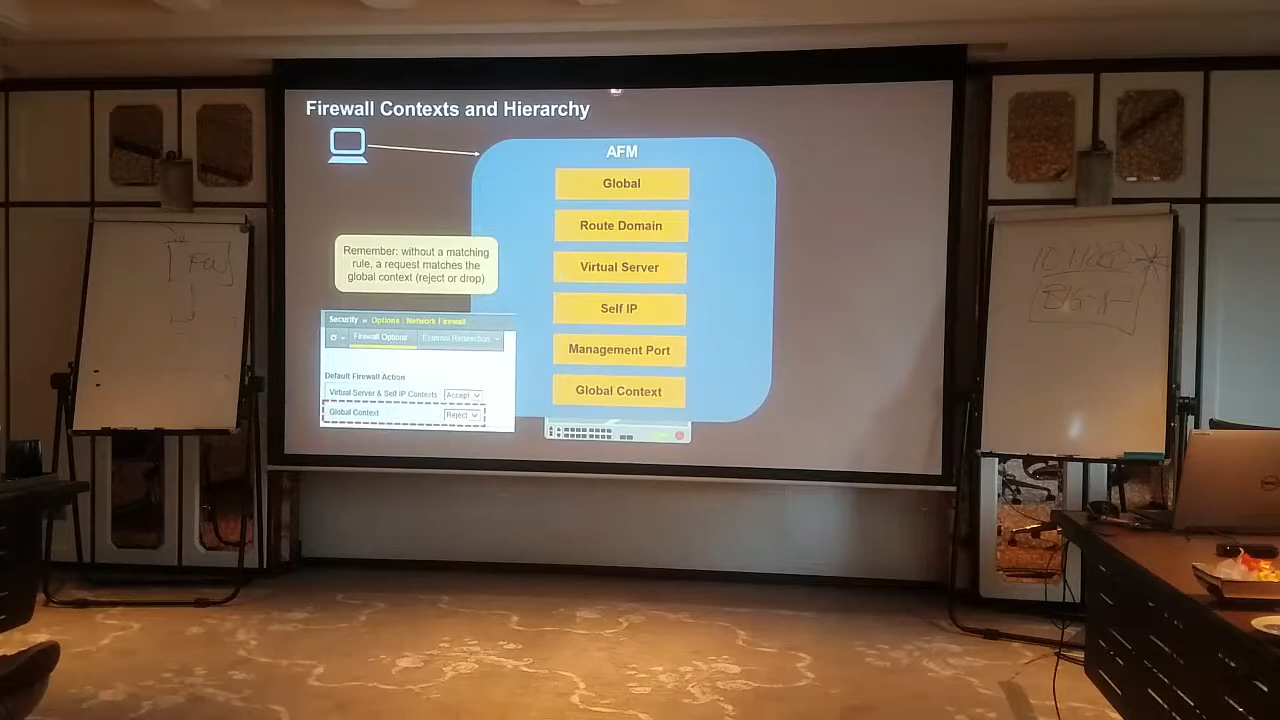 Firewall Contexts and Hierarchy
AFM
Global
Route Domain
Virtual Server
Self IP
Management Port
Global Context
Remember: without a matching
rule, a request matches the
global context (reject or drop)
Security » Options : Network Firewall
Firewall Options External Redirection
Default Firewall Action
Virtual Server & Self IP Contexts Accept
Global Context Reject
FW
DELL